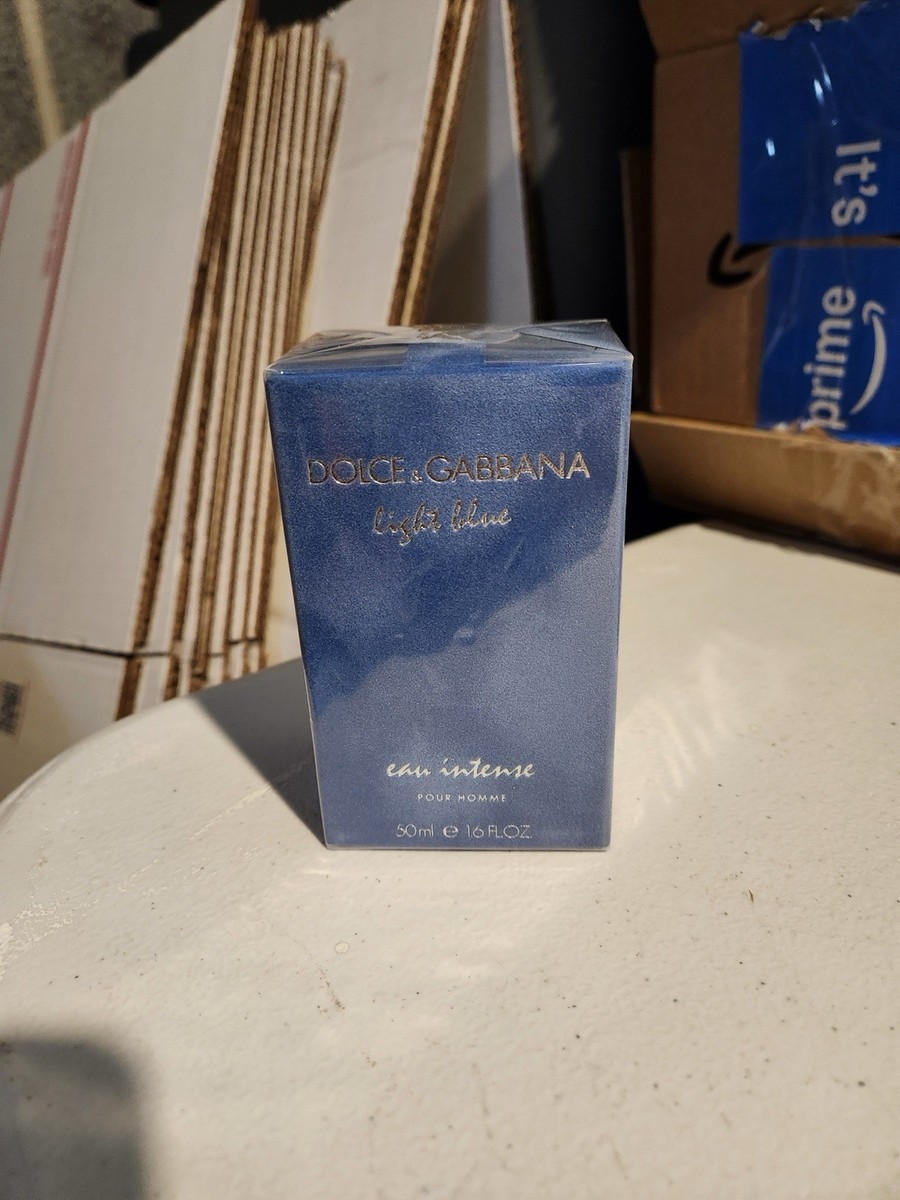 It's
prime
DOLCE & GABBANA
light blue
eau intense
POUR HOMME
50ml e 1.6 FL.OZ.